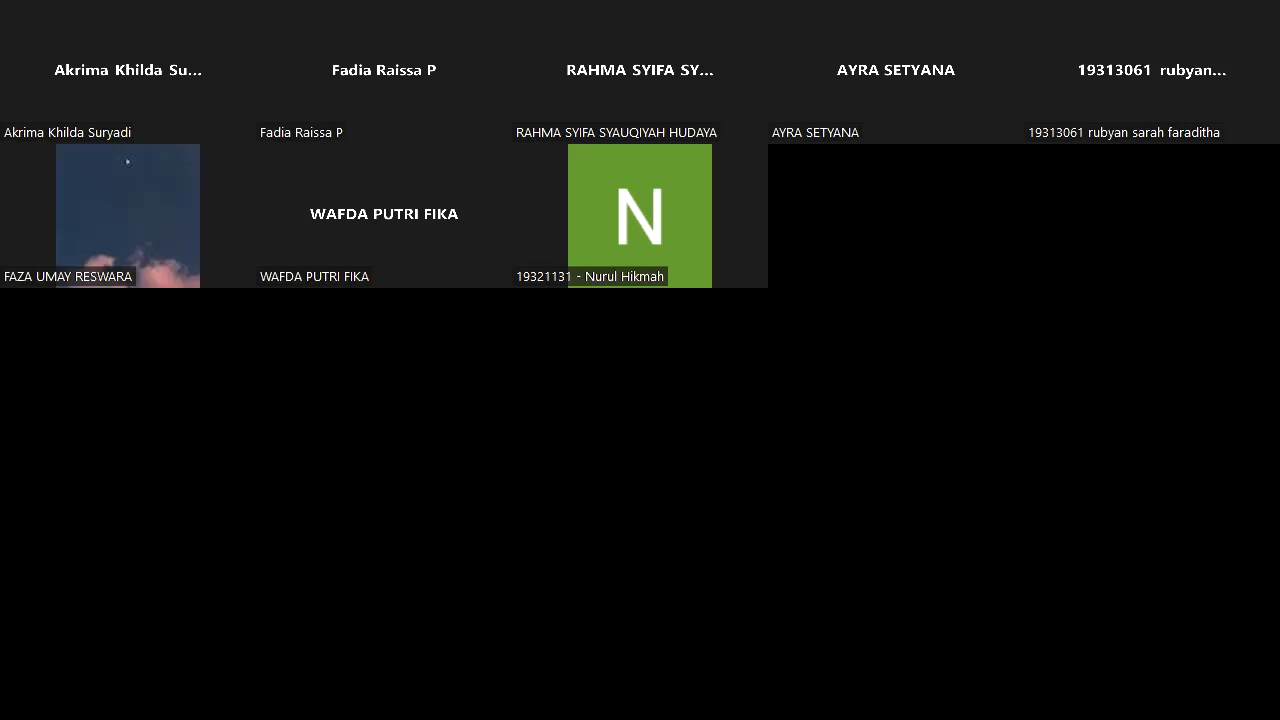 Akrima Khilda Su...
Fadia Raissa P
RAHMA SYIFA SY...
AYRA SETYANA
19313061 rubyan...
Akrima Khilda Suryadi
Fadia Raissa P
RAHMA SYIFA SYAUQIYAH HUDAYA
AYRA SETYANA
19313061 rubyan sarah faraditha
WAFDA PUTRI FIKA
N
FAZA UMAY RESWARA
WAFDA PUTRI FIKA
19321131 - Nurul Hikmah